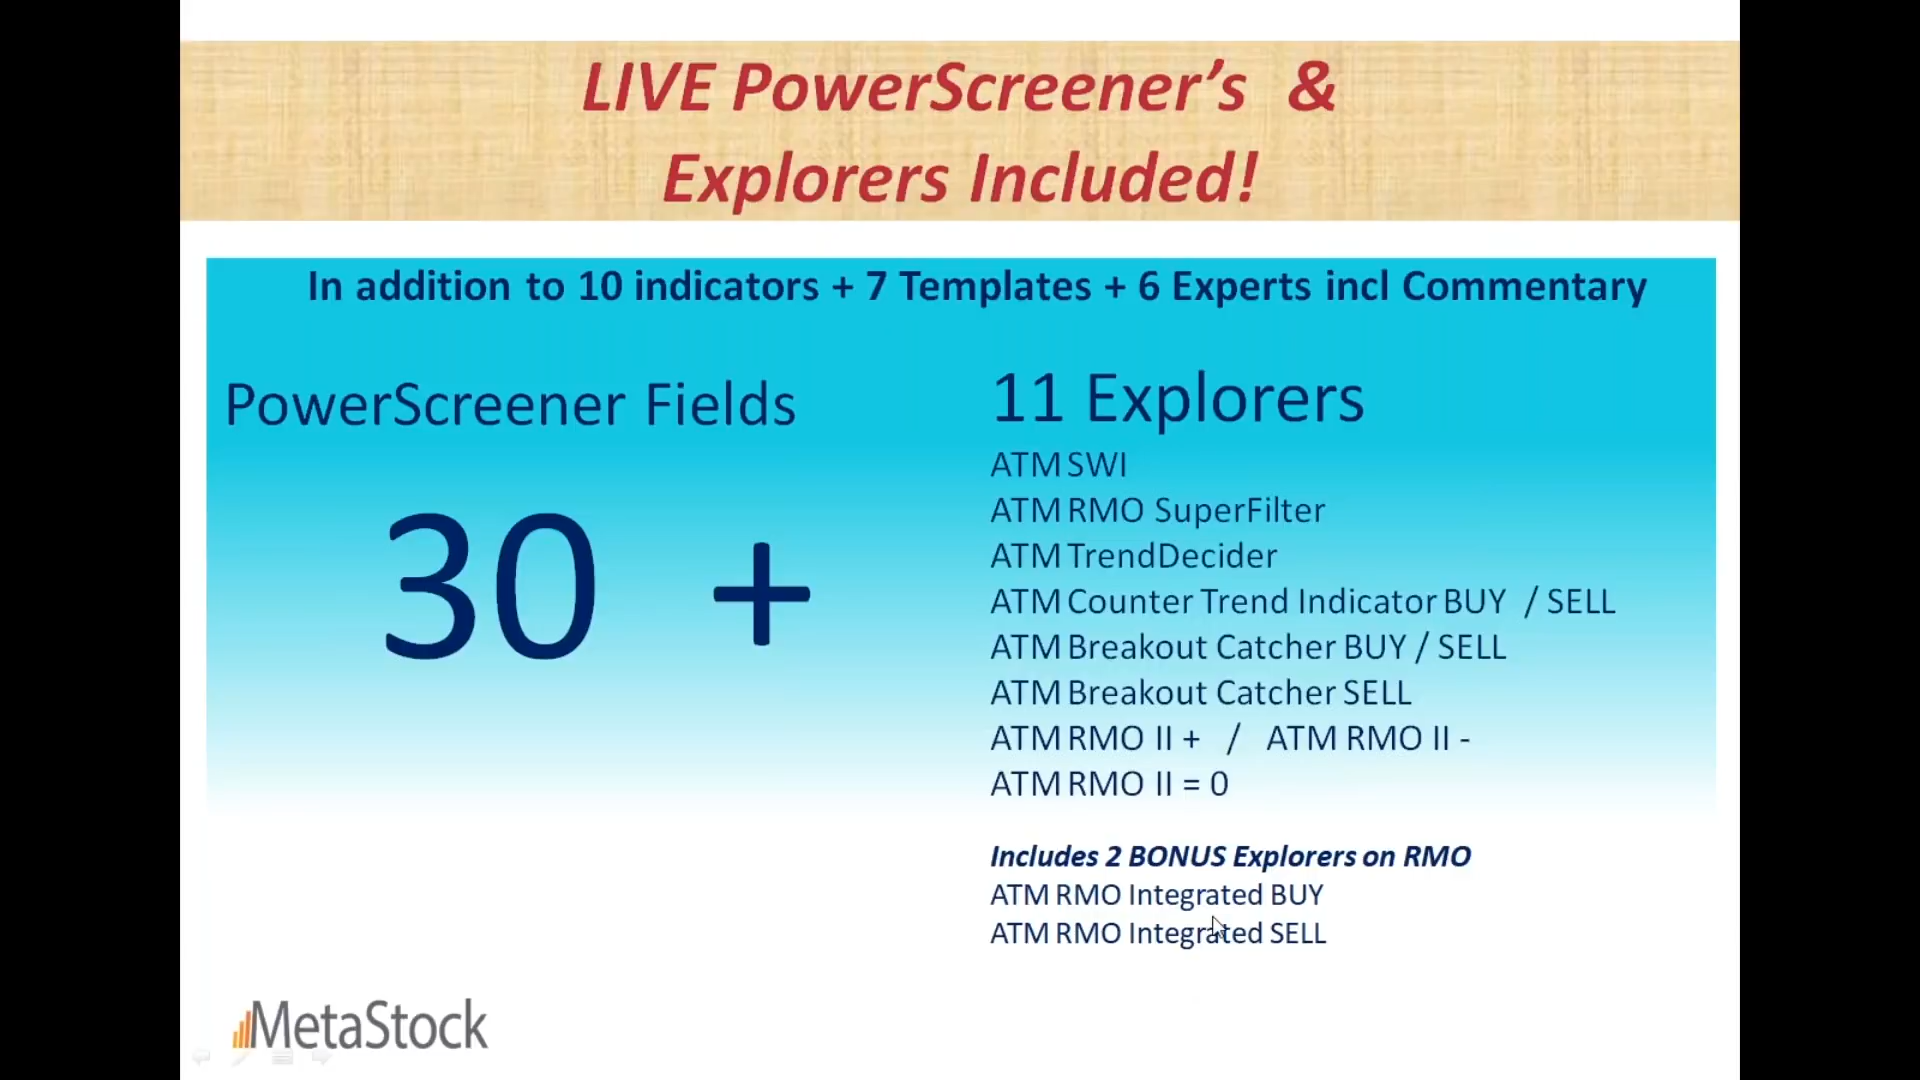 LIVE PowerScreener’s &
Explorers Included!
In addition to 10 indicators + 7 Templates + 6 Experts incl Commentary
PowerScreener Fields
30 +
11 Explorers
ATM SWI
ATM RMO SuperFilter
ATM TrendDecider
ATM Counter Trend Indicator BUY / SELL
ATM Breakout Catcher BUY / SELL
ATM Breakout Catcher SELL
ATM RMO II + / ATM RMO II -
ATM RMO II = 0
Includes 2 BONUS Explorers on RMO
ATM RMO Integrated BUY
ATM RMO Integrated SELL
MetaStock